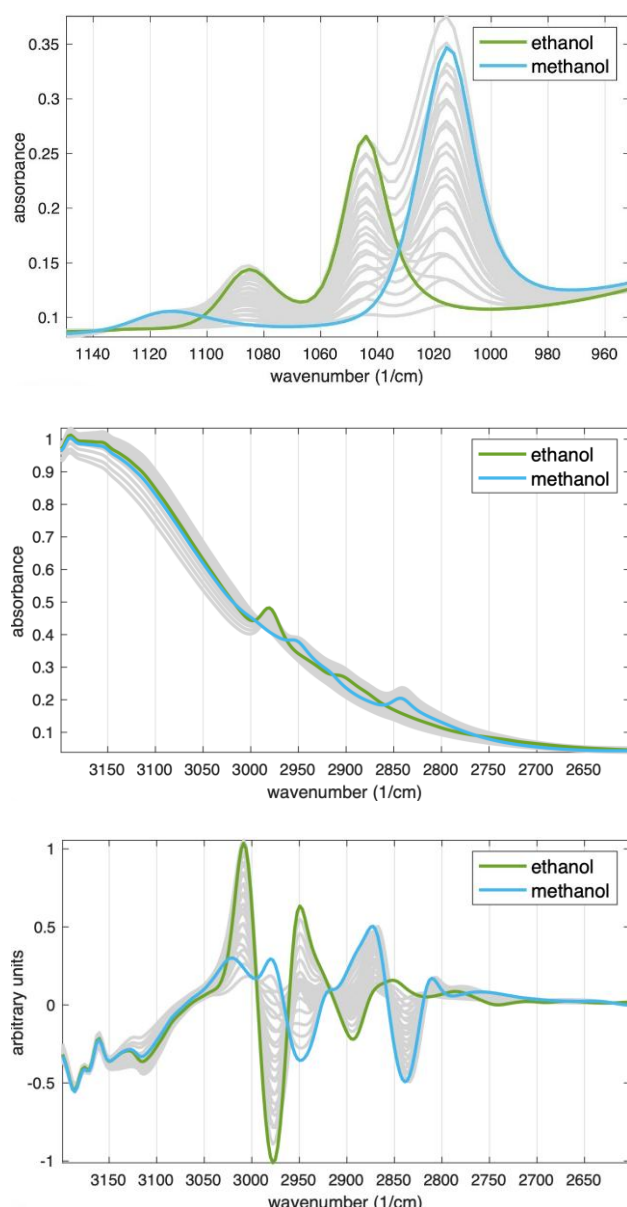 0.35
0.3
0.25
0.2
0.15
0.1
absorbance
ethanol
methanol
1140 1120 1100 1080 1060 1040 1020 1000 980 960
wavenumber (1/cm)
1
0.9
0.8
0.7
0.6
0.5
0.4
0.3
0.2
0.1
absorbance
ethanol
methanol
3150 3100 3050 3000 2950 2900 2850 2800 2750 2700 2650
wavenumber (1/cm)
1
0.5
0
-0.5
-1
arbitrary units
ethanol
methanol
3150 3100 3050 3000 2950 2900 2850 2800 2750 2700 2650
wavenumber (1/cm)